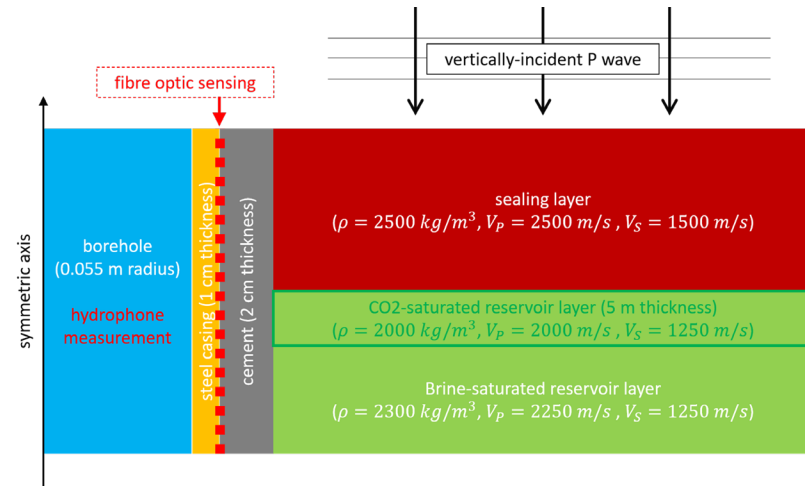 vertically-incident P wave
fibre optic sensing
symmetric axis
borehole
(0.055 m radius)
hydrophone
measurement
steel casing (1 cm thickness)
cement (2 cm thickness)
sealing layer
(ρ = 2500 kg/m³, V_P = 2500 m/s , V_S = 1500 m/s)
CO2-saturated reservoir layer (5 m thickness)
(ρ = 2000 kg/m³, V_P = 2000 m/s , V_S = 1250 m/s)
Brine-saturated reservoir layer
(ρ = 2300 kg/m³, V_P = 2250 m/s , V_S = 1250 m/s)